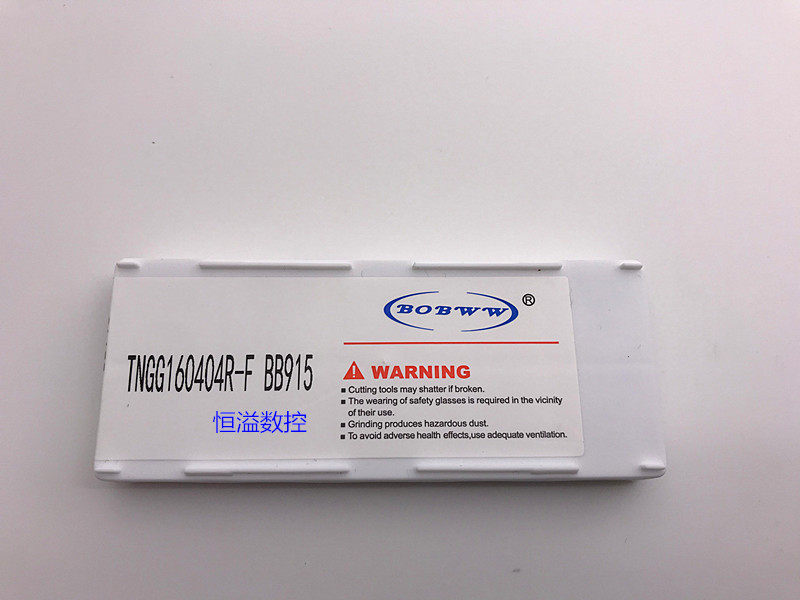 BOBWW®
TNGG160404R-F BB915
恒溢数控
WARNING
■ Cutting tools may shatter if broken.
■ The wearing of safety glasses is required in the vicinity
of their use.
■ Grinding produces hazardous dust.
■ To avoid adverse health effects,use adequate ventilation.